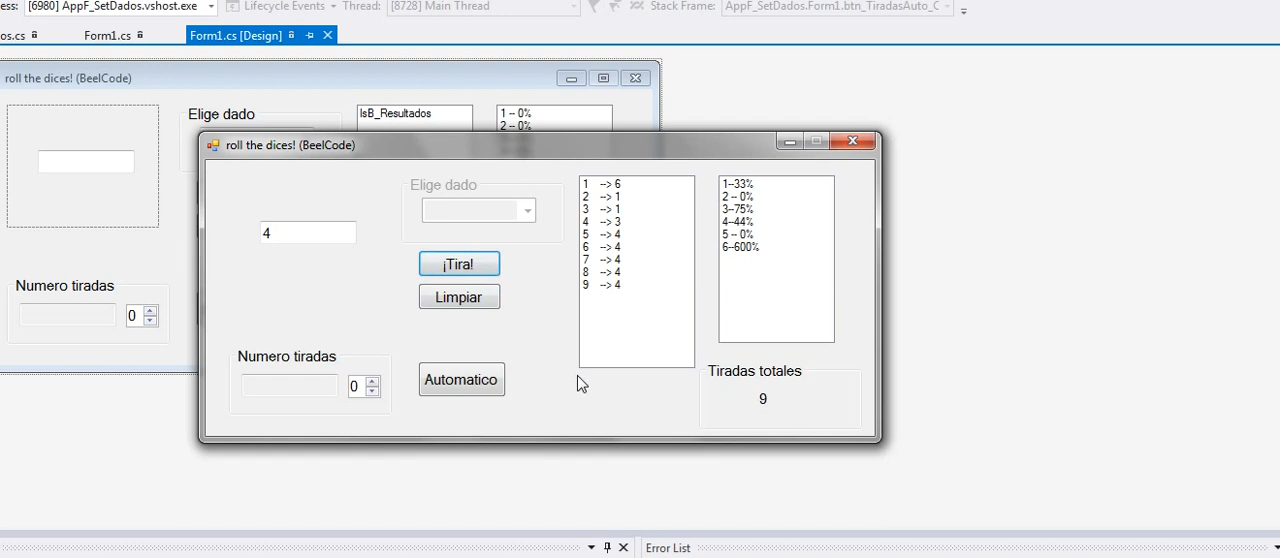 ess: [6980] AppF_SetDados.vshost.exe Lifecycle Events Thread: [8728] Main Thread Stack Frame: AppF_SetDados.Form1.btn_TiradasAuto_C
os.cs Form1.cs Form1.cs [Design]
roll the dices! (BeelCode)
Elige dado
lsB_Resultados
1 -- 0%
2 -- 0%
Numero tiradas
0
roll the dices! (BeelCode)
4
Elige dado
¡Tira!
Limpiar
Numero tiradas
0
Automatico
1 --> 6
2 --> 1
3 --> 1
4 --> 3
5 --> 4
6 --> 4
7 --> 4
8 --> 4
9 --> 4
1--33%
2 -- 0%
3--75%
4--44%
5 -- 0%
6--600%
Tiradas totales
9
Error List